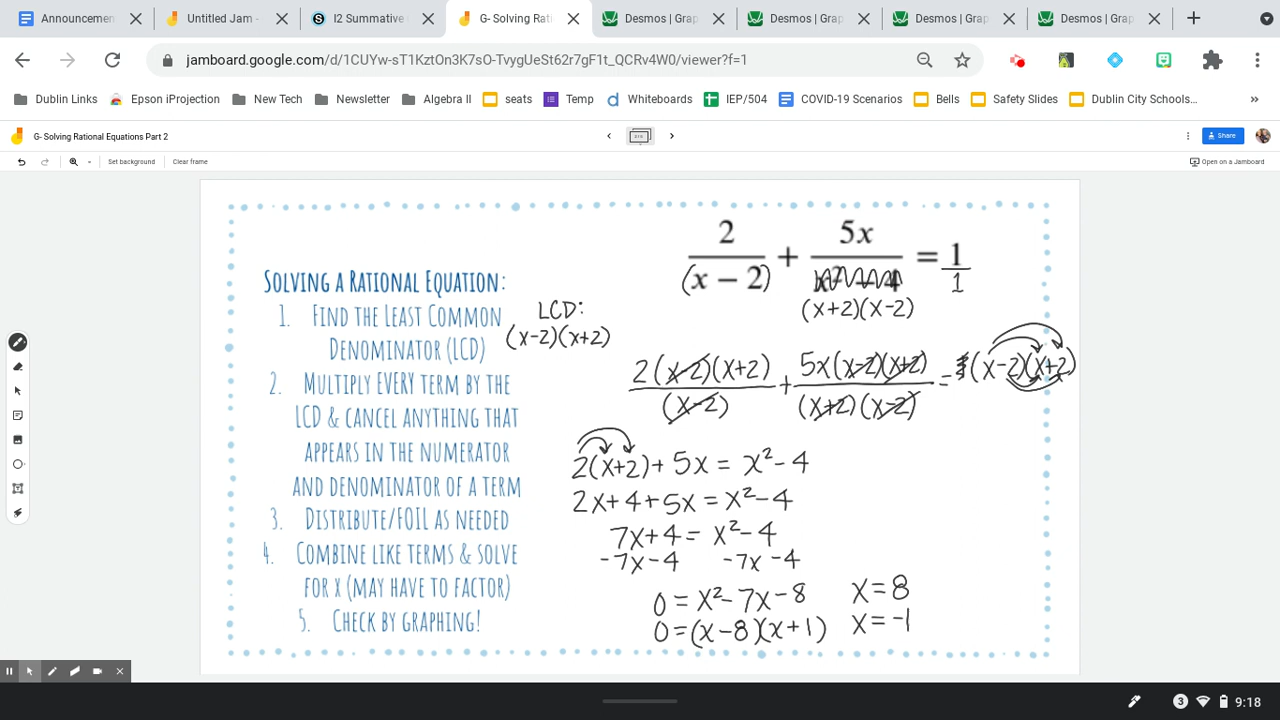 Announcemen
Untitled Jam -
I2 Summative
G- Solving Rati
Desmos | Grap
Desmos | Grap
Desmos | Grap
Desmos | Grap
jamboard.google.com/d/1CUYw-sT1KztOn3K7sO-TvygUeSt62r7gF1t_QCRv4W0/viewer?f=1
Dublin Links
Epson iProjection
New Tech
Newsletter
Algebra II
seats
Temp
Whiteboards
IEP/504
COVID-19 Scenarios
Bells
Safety Slides
Dublin City Schools...
G- Solving Rational Equations Part 2
Share
Set background
Clear frame
Open on a Jamboard
2/(x − 2) + 5x/(x² − 4) = 1/1
(x+2)(x-2)
SOLVING A RATIONAL EQUATION:
1. FIND THE LEAST COMMON
DENOMINATOR (LCD)
2. MULTIPLY EVERY TERM BY THE
LCD & CANCEL ANYTHING THAT
APPEARS IN THE NUMERATOR
AND DENOMINATOR OF A TERM
3. DISTRIBUTE/FOIL AS NEEDED
4. COMBINE LIKE TERMS & SOLVE
FOR X (MAY HAVE TO FACTOR)
5. CHECK BY GRAPHING!
LCD:
(x-2)(x+2)
2(x-2)(x+2)/(x-2) + 5x(x-2)(x+2)/(x+2)(x-2) = 1(x-2)(x+2)
2(x+2)+5x = x²-4
2x+4+5x = x²-4
7x+4 = x²-4
-7x-4 -7x-4
0 = x²-7x-8
0=(x-8)(x+1)
x=8
x=-1
3
9:18